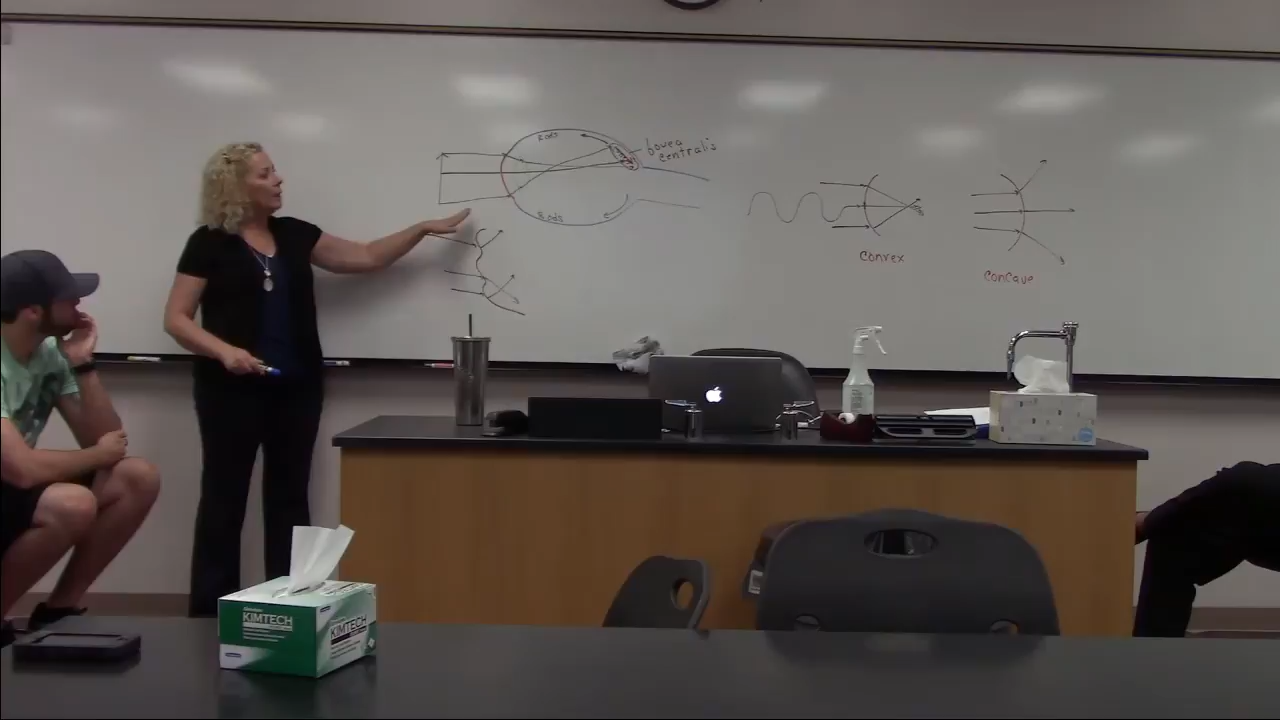 Rods
fovea
centralis
Rods
convex
concave
KIMTECH
KIMTECH